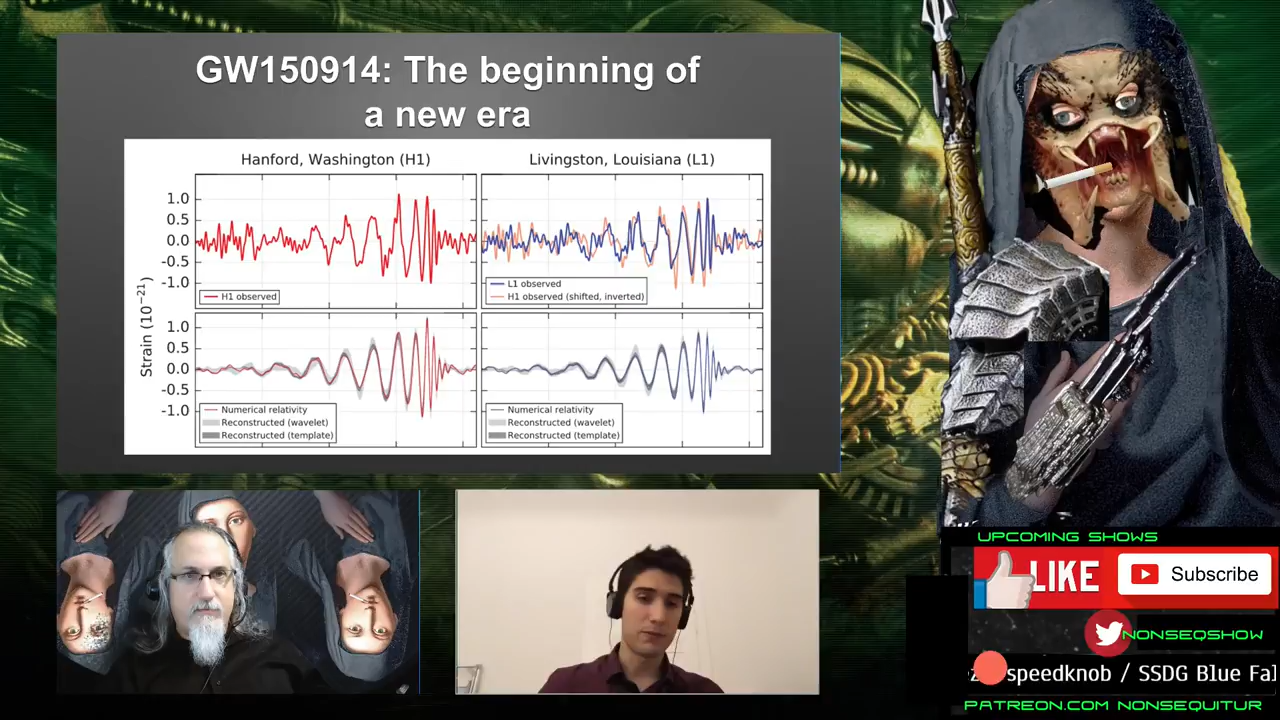 GW150914: The beginning of
a new era
Hanford, Washington (H1)
Livingston, Louisiana (L1)
Strain (10⁻²¹)
1.0
0.5
0.0
-0.5
-1.0
H1 observed
L1 observed
H1 observed (shifted, inverted)
1.0
0.5
0.0
-0.5
-1.0
Numerical relativity
Reconstructed (wavelet)
Reconstructed (template)
Numerical relativity
Reconstructed (wavelet)
Reconstructed (template)
UPCOMING SHOWS
LIKE
Subscribe
NONSEQSHOW
speedknob / SSDG Blue Fal
PATREON.COM NONSEQUITUR